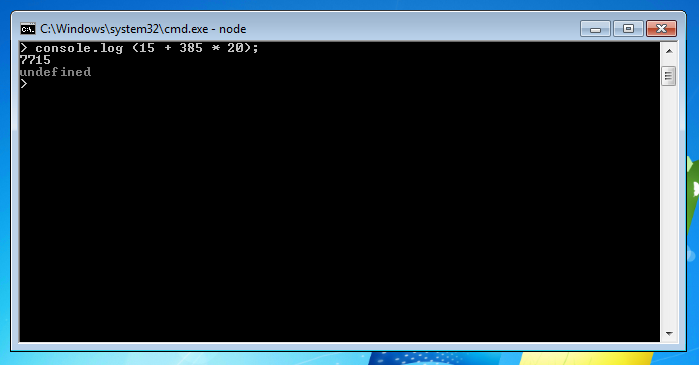 C:\Windows\system32\cmd.exe - node
> console.log (15 + 385 * 20);
7715
undefined
>